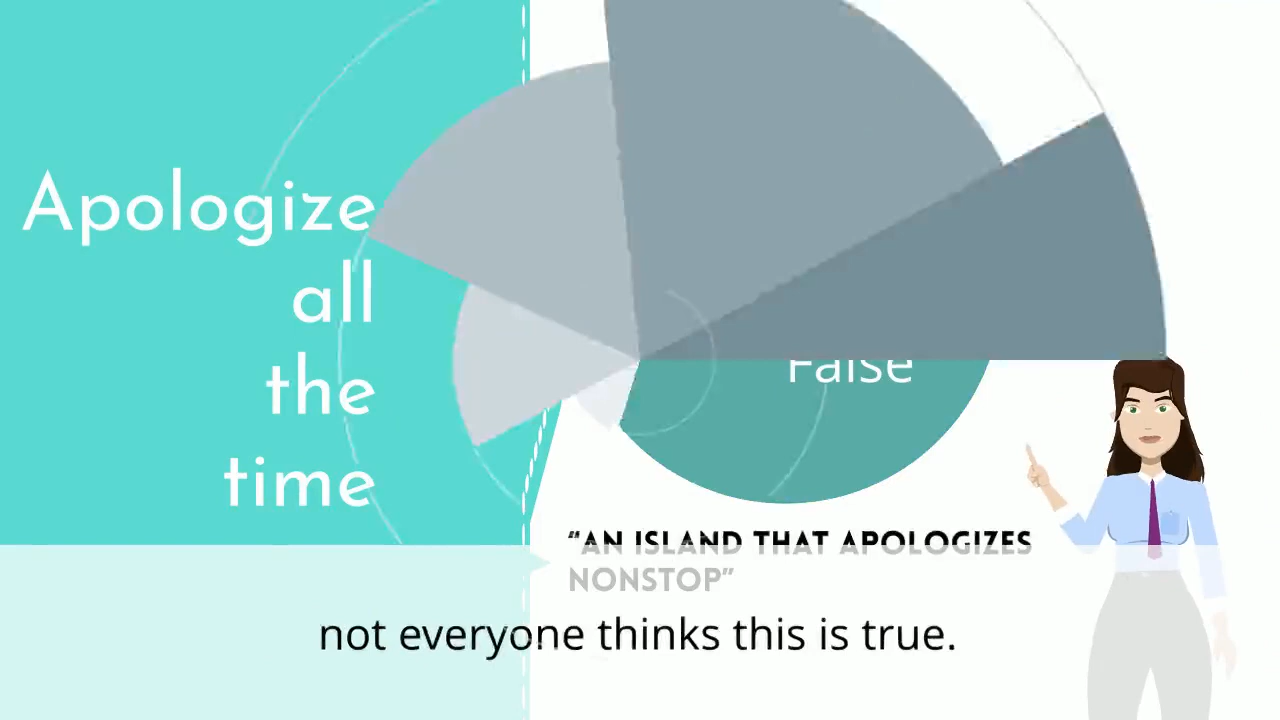 Apologize
all
the
time
False
“AN ISLAND THAT APOLOGIZES
NONSTOP”
not everyone thinks this is true.